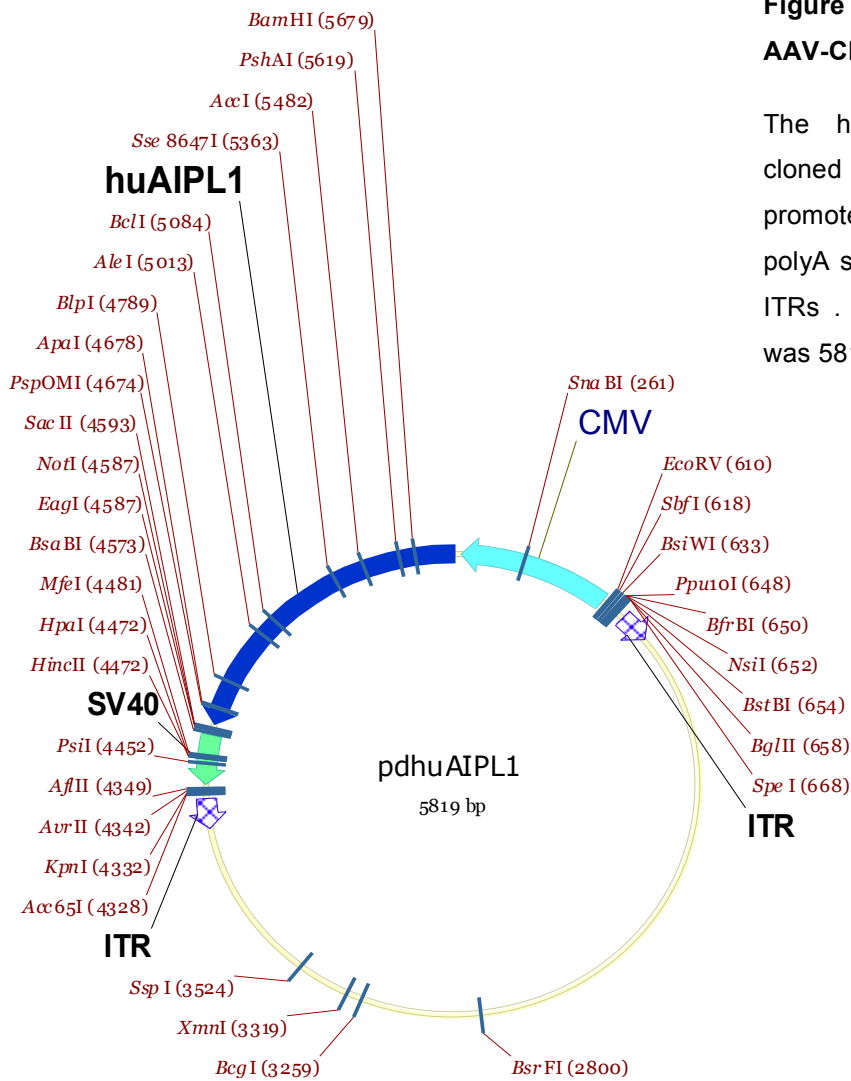 Figure
AAV-C
The h
cloned
promote
polyA s
ITRs .
was 581
BamHI (5679)
PshAI (5619)
AccI (5482)
Sse 8647I (5363)
huAIPL1
BclI (5084)
AleI (5013)
BlpI (4789)
ApaI (4678)
PspOMI (4674)
SacII (4593)
NotI (4587)
EagI (4587)
BsaBI (4573)
MfeI (4481)
HpaI (4472)
HincII (4472)
SV40
PsiI (4452)
AflII (4349)
AvrII (4342)
KpnI (4332)
Acc65I (4328)
ITR
SspI (3524)
XmnI (3319)
BcgI (3259)
BsrFI (2800)
SnaBI (261)
CMV
EcoRV (610)
SbfI (618)
BsiWI (633)
Ppu10I (648)
BfrBI (650)
NsiI (652)
BstBI (654)
BglII (658)
SpeI (668)
ITR
pdhuAIPL1
5819 bp